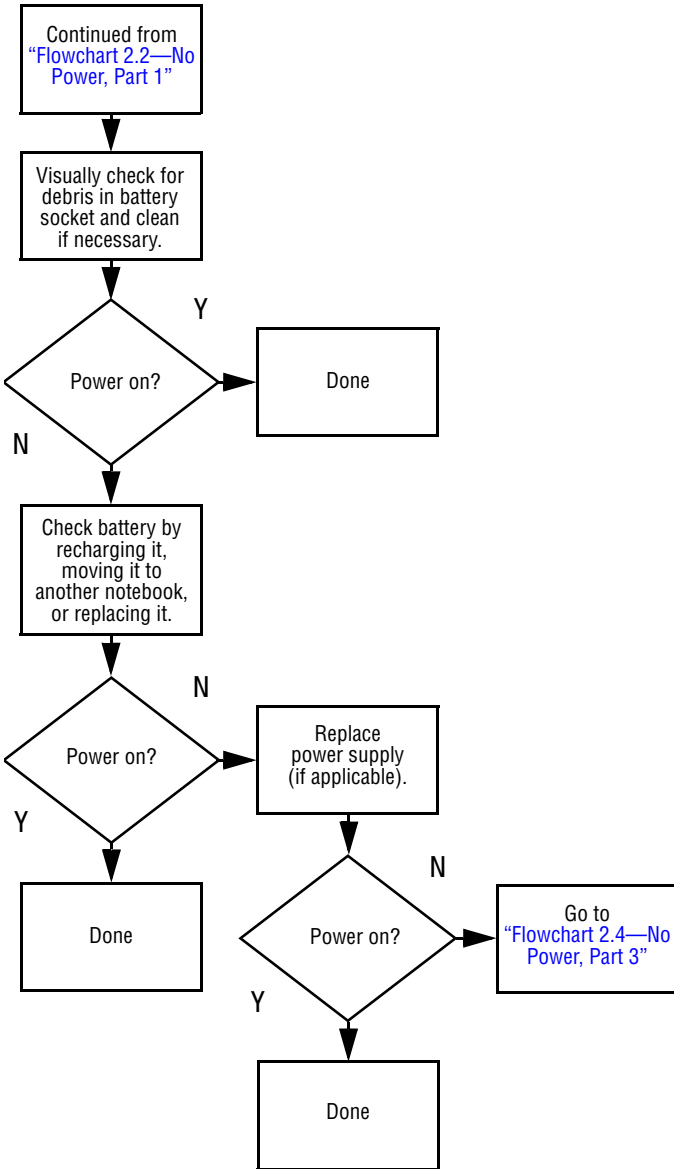 Continued from
“Flowchart 2.2—No
Power, Part 1”
Visually check for
debris in battery
socket and clean
if necessary.
Y
Power on?
Done
N
Check battery by
recharging it,
moving it to
another notebook,
or replacing it.
N
Power on?
Replace
power supply
(if applicable).
Y
Done
N
Power on?
Go to
“Flowchart 2.4—No
Power, Part 3”
Y
Done